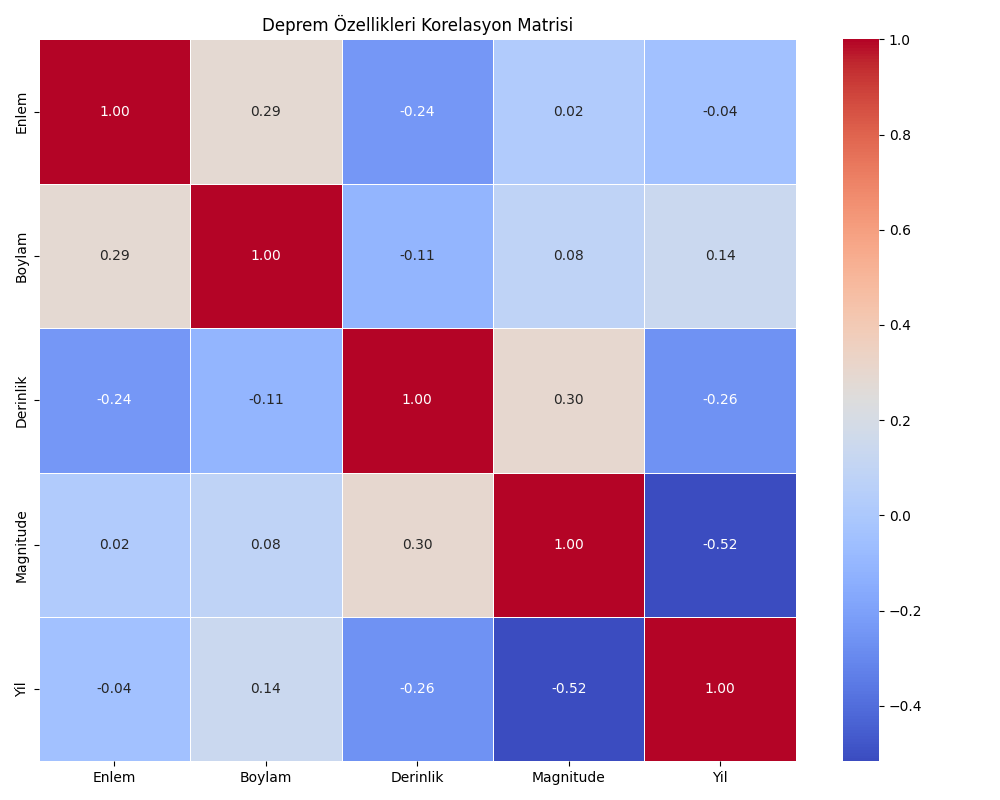 Deprem Özellikleri Korelasyon Matrisi
Enlem 1.00 0.29 -0.24 0.02 -0.04
Boylam 0.29 1.00 -0.11 0.08 0.14
Derinlik -0.24 -0.11 1.00 0.30 -0.26
Magnitude 0.02 0.08 0.30 1.00 -0.52
Yil -0.04 0.14 -0.26 -0.52 1.00
Enlem Boylam Derinlik Magnitude Yil
1.0
0.8
0.6
0.4
0.2
0.0
−0.2
−0.4